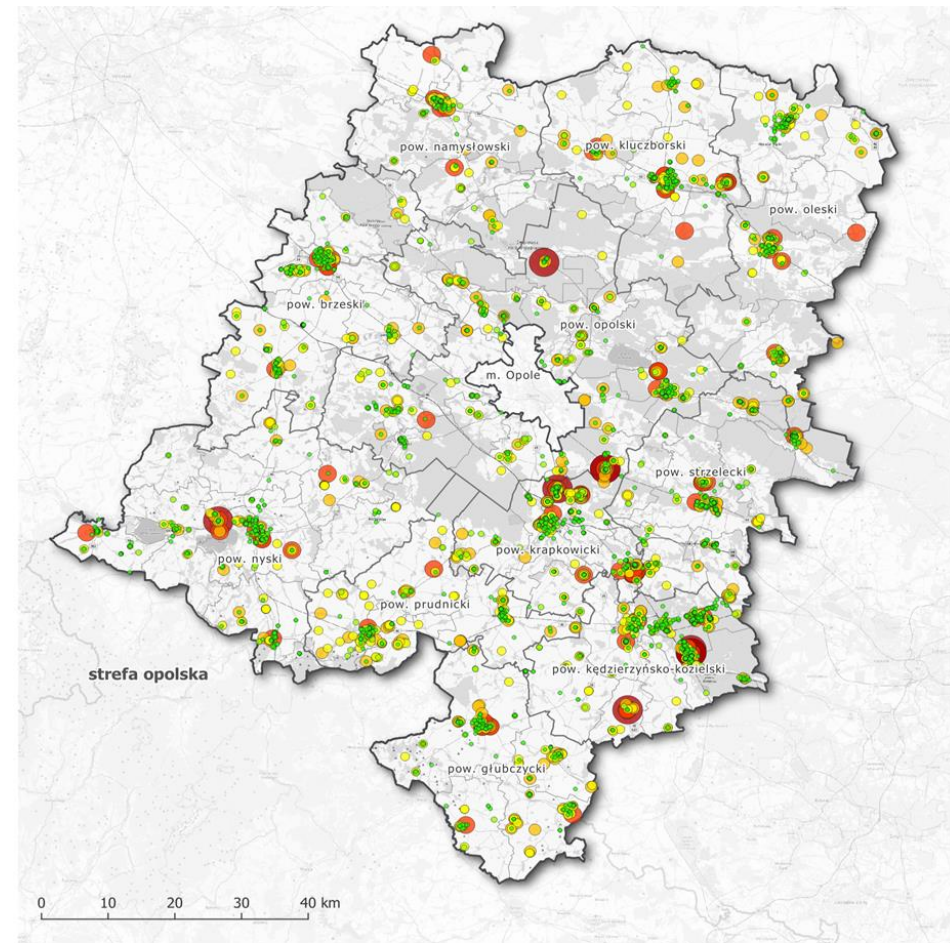 pow. namysłowski
pow. kluczborski
pow. oleski
pow. brzeski
pow. opolski
m. Opole
pow. strzelecki
pow. krapkowicki
pow. nyski
pow. prudnicki
strefa opolska
pow. kędzierzyńsko-kozielski
pow. głubczycki
0 10 20 30 40 km